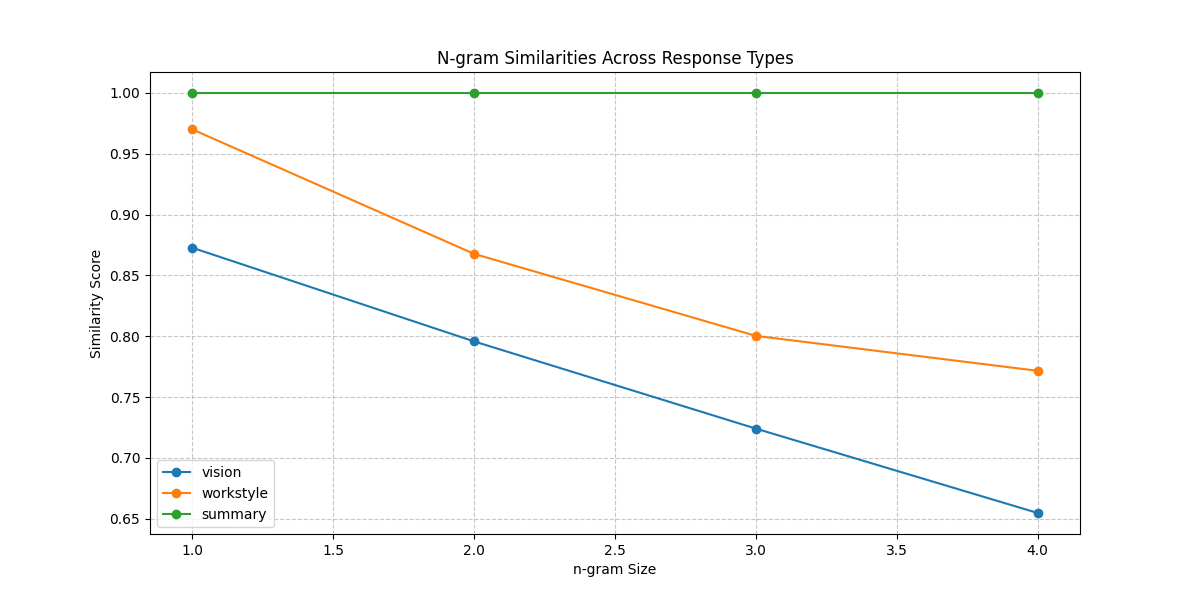 N-gram Similarities Across Response Types
Similarity Score
1.00
0.95
0.90
0.85
0.80
0.75
0.70
0.65
vision
workstyle
summary
1.0 1.5 2.0 2.5 3.0 3.5 4.0
n-gram Size